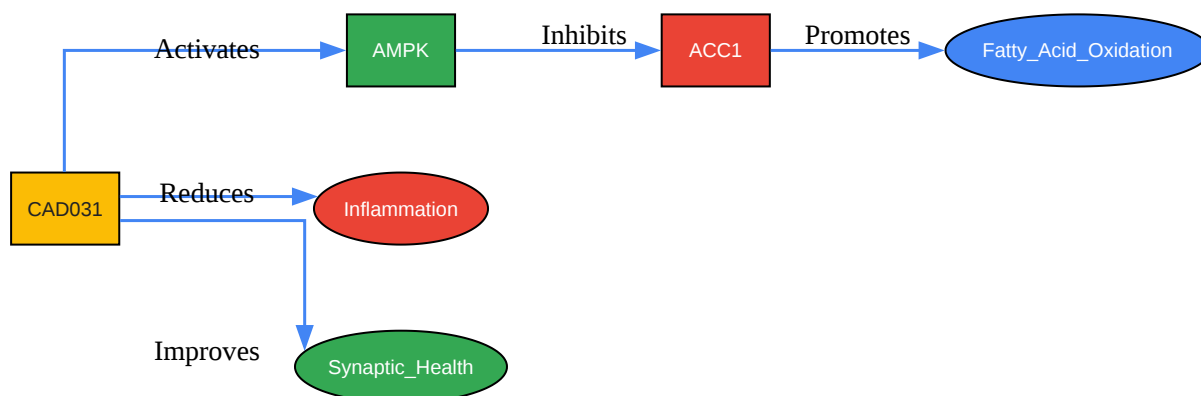 Activates
AMPK
Inhibits
ACC1
Promotes
Fatty_Acid_Oxidation
CAD031
Reduces
Inflammation
Improves
Synaptic_Health